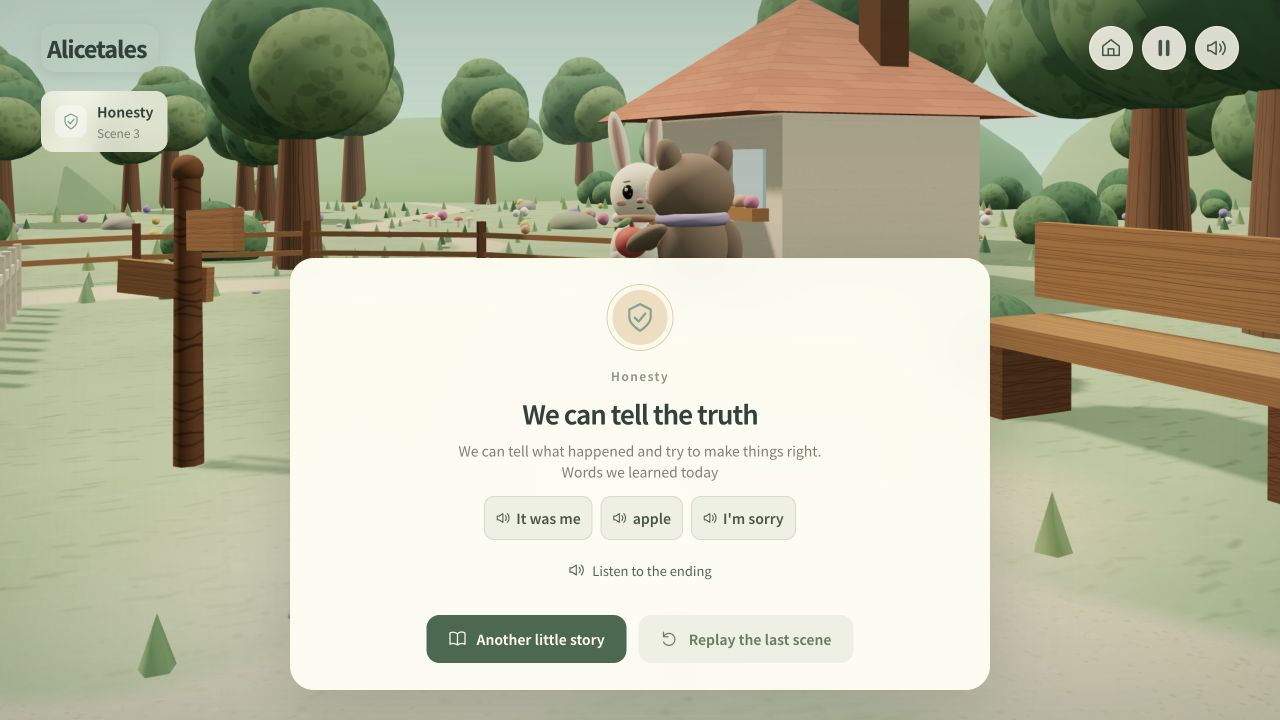 Alicetales
Honesty
Scene 3
Honesty
We can tell the truth
We can tell what happened and try to make things right.
Words we learned today
It was me
apple
I'm sorry
Listen to the ending
Another little story
Replay the last scene